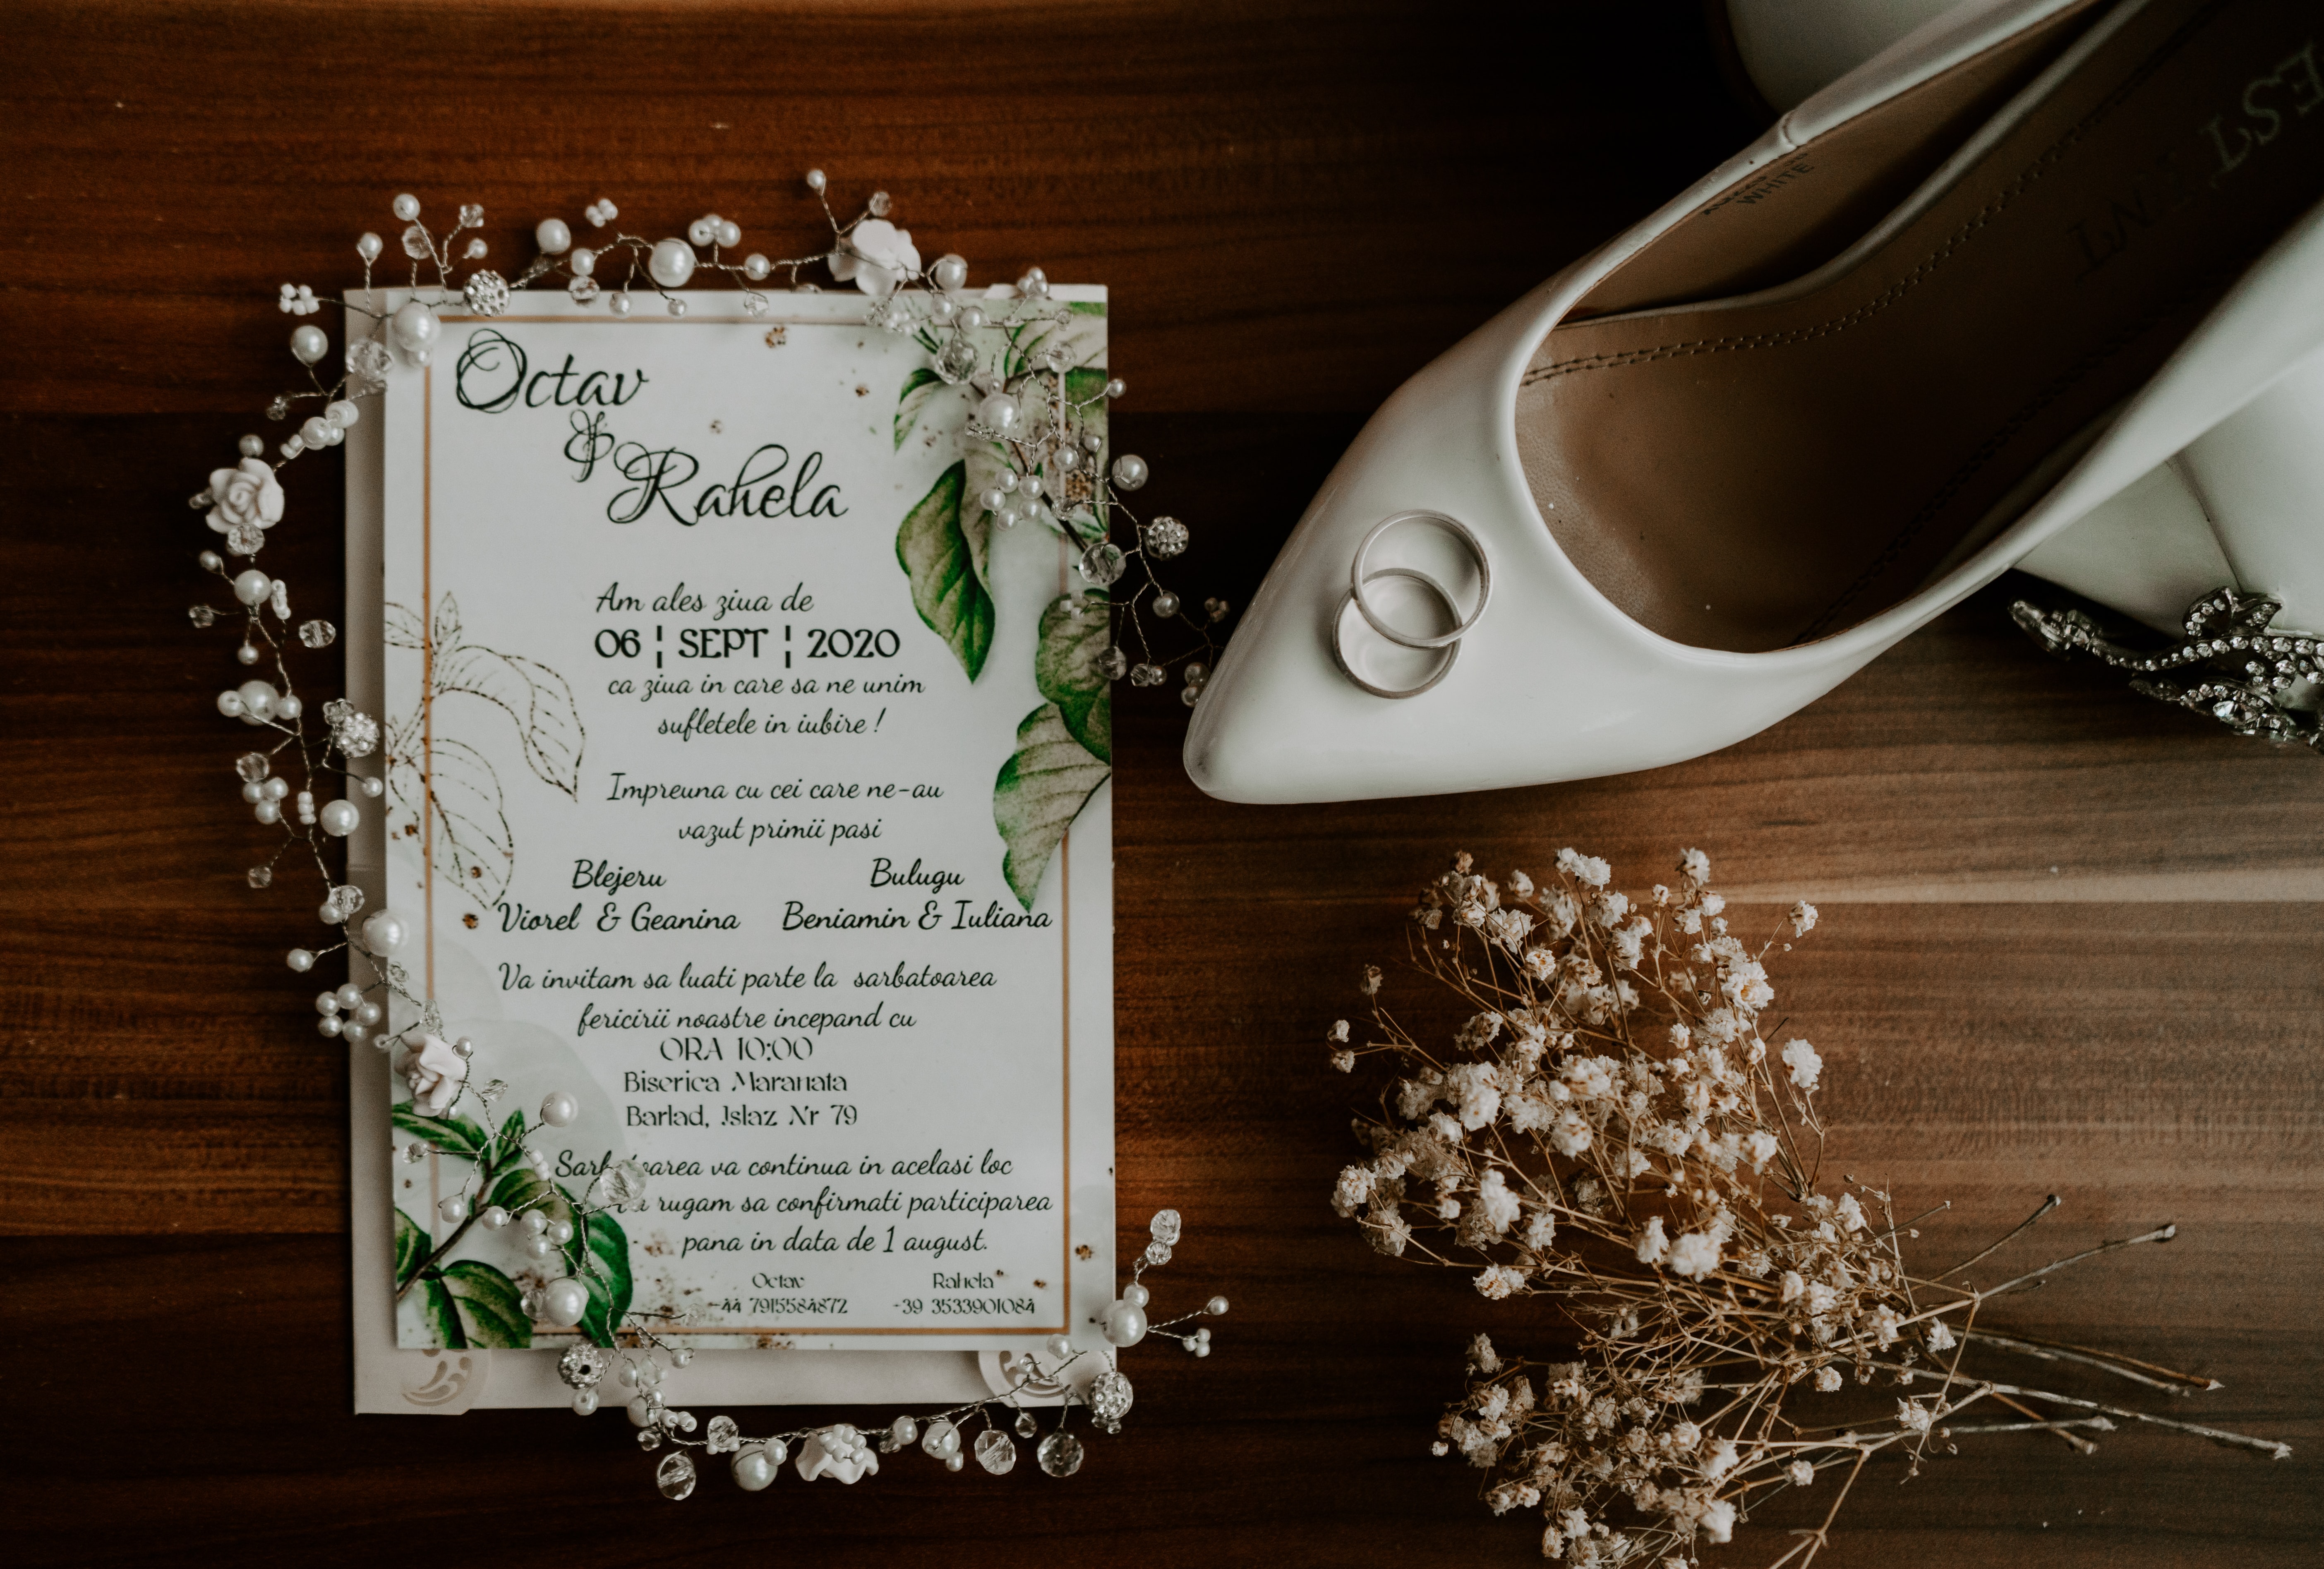 Octav
&
Rahela
Am ales ziua de
06 ¦ SEPT ¦ 2020
ca ziua in care sa ne unim
sufletele in iubire !
Impreuna cu cei care ne-au
vazut primii pasi
Blejeru Bulugu
Viorel & Geanina Beniamin & Iuliana
Va invitam sa luati parte la sarbatoarea
fericirii noastre incepand cu
ORA 10:00
Biserica Maranata
Barlad, Islaz Nr 79
va continua in acelasi loc
rugam sa confirmati participarea
pana in data de 1 august.
Octav Rahela
+44 7915584872 +39 3533901084
WHITE